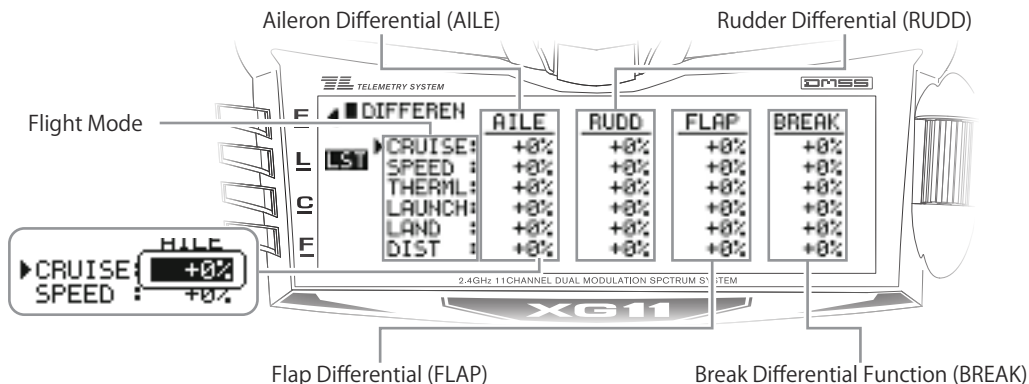 Aileron Differential (AILE)
Rudder Differential (RUDD)
TELEMETRY SYSTEM
DMSS
Flight Mode
E
L
C
F
DIFFEREN
AILE RUDD FLAP BREAK
LST
CRUISE: +0% +0% +0% +0%
SPEED : +0% +0% +0% +0%
THERML: +0% +0% +0% +0%
LAUNCH: +0% +0% +0% +0%
LAND : +0% +0% +0% +0%
DIST : +0% +0% +0% +0%
AILE
CRUISE: +0%
SPEED : +0%
2.4GHz 11CHANNEL DUAL MODULATION SPCTRUM SYSTEM
XG11
Flap Differential (FLAP)
Break Differential Function (BREAK)